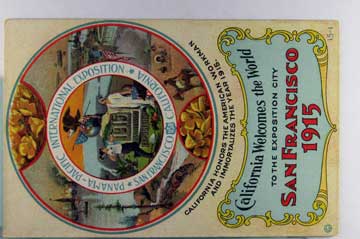 PANAMA-PACIFIC INTERNATIONAL EXPOSITION
SAN FRANCISCO CALIFORNIA
CALIFORNIA HONORS THE AMERICAN WORKMAN
AND IMMORTALIZES THE YEAR 1915.
California Welcomes the World
TO THE EXPOSITION CITY
SAN FRANCISCO
1915